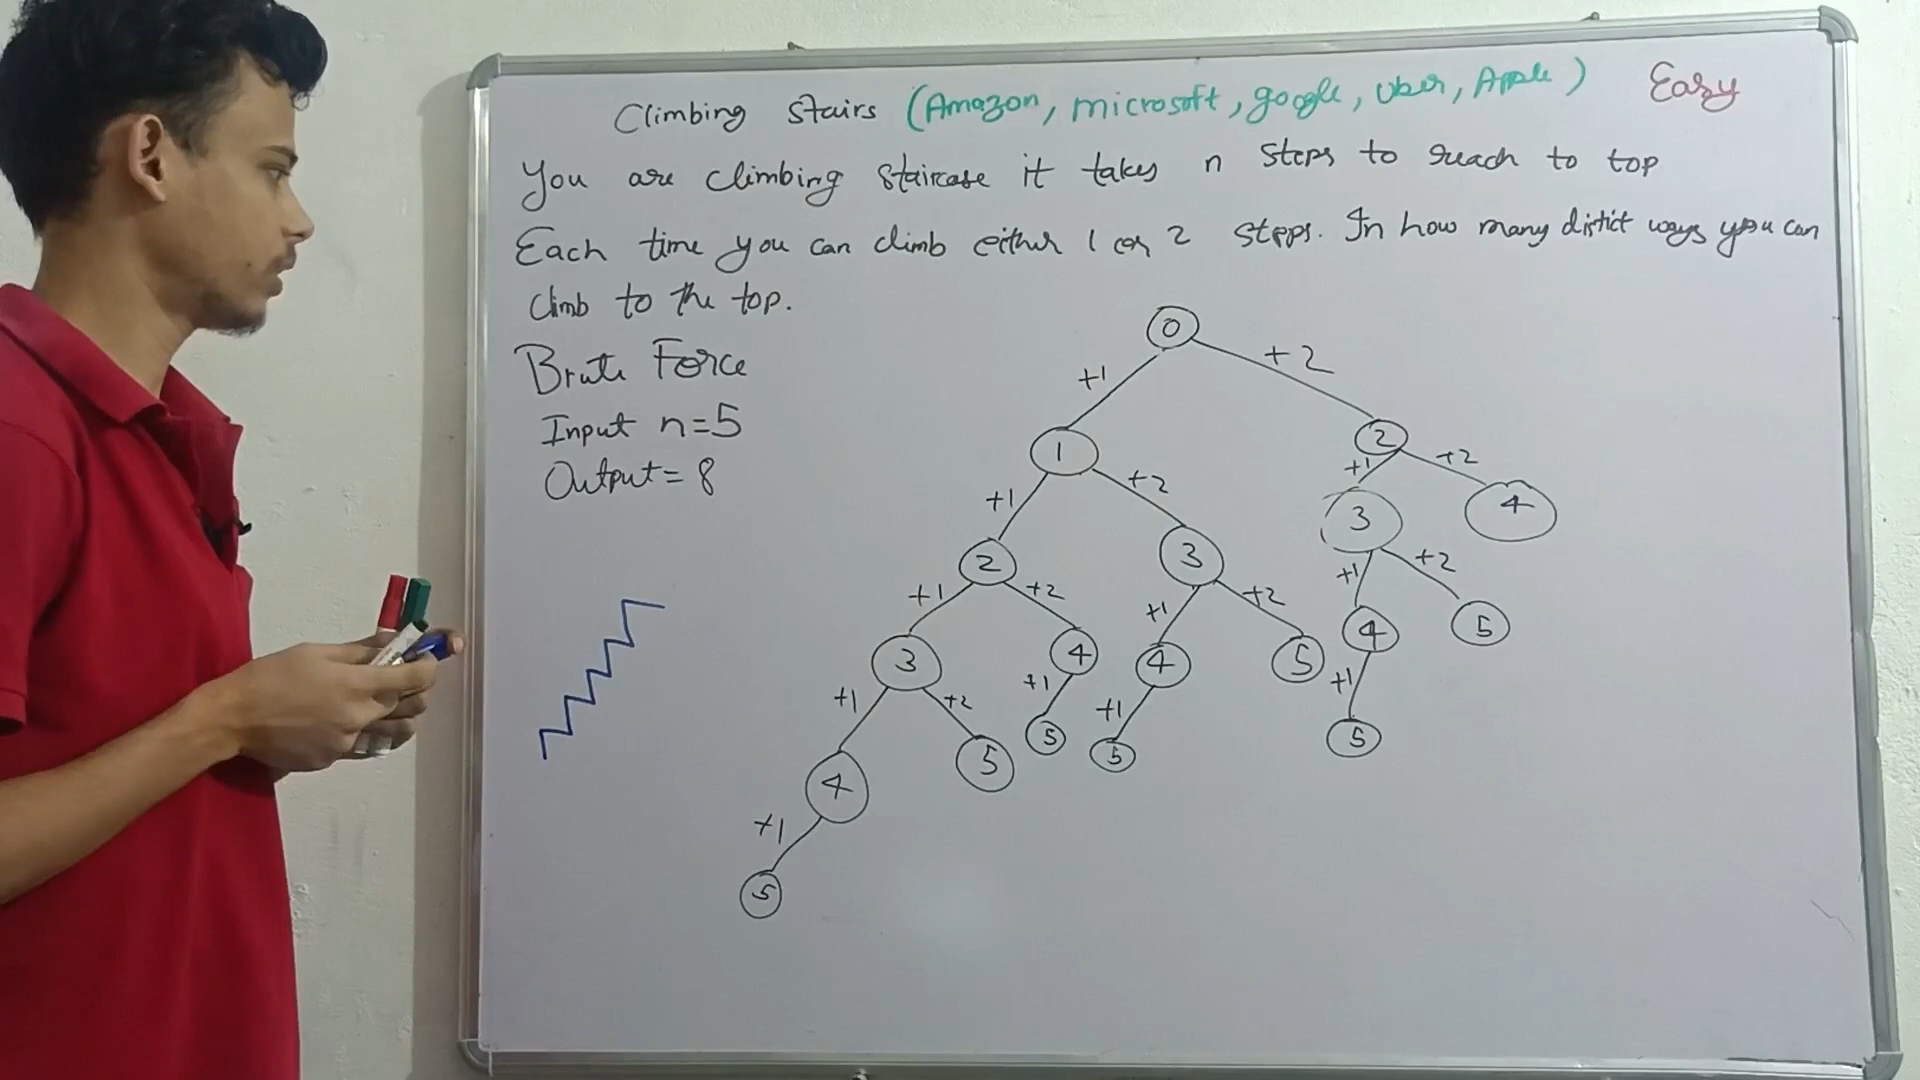 Climbing Stairs (Amazon, microsoft, google, Uber, Apple) Easy
You are climbing staircase it takes n steps to reach to top
Each time you can climb either 1 or 2 steps. In how many distict ways you can
climb to the top.
Brute Force
Input n=5
Output= 8
0
+1 +2
1 2
+1 +2 +1 +2
2 3 3 4
+1 +2 +1 +2 +1 +2
3 4 4 5 4 5
+1 +2 +1 +1 +1
4 5 5 5 5
+1
5